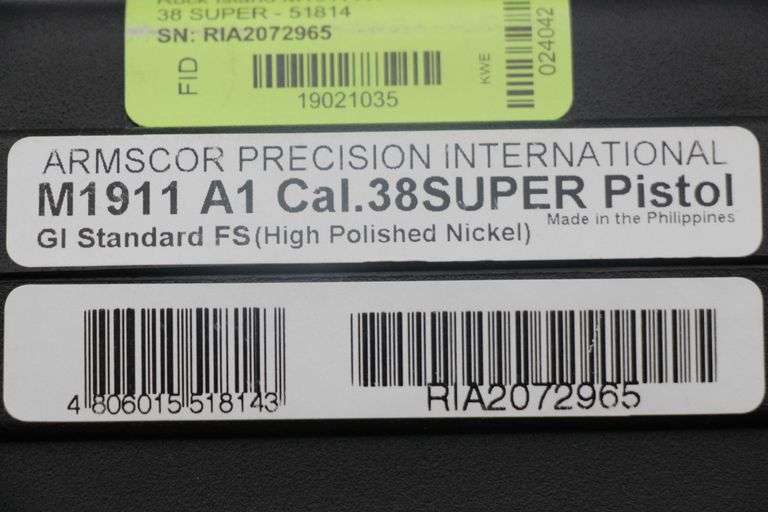 38 SUPER - 51814
SN: RIA2072965
FID
19021035
KWE
024042
ARMSCOR PRECISION INTERNATIONAL
M1911 A1 Cal.38SUPER Pistol
Made in the Philippines
GI Standard FS(High Polished Nickel)
4 806015 518143
RIA2072965